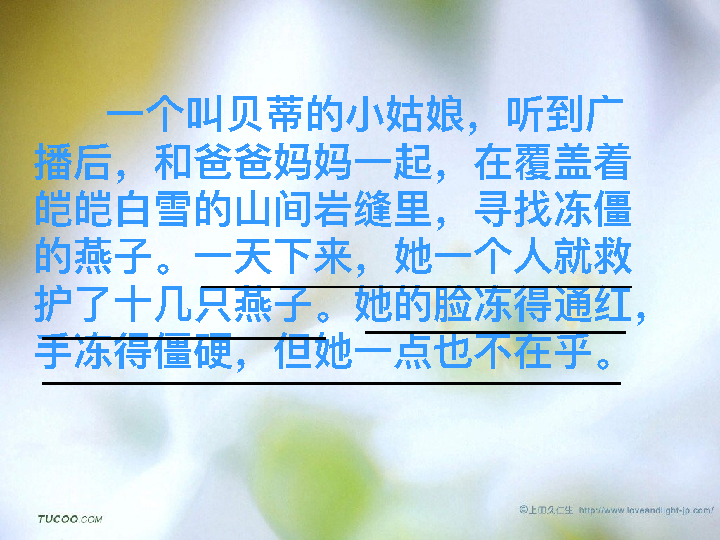 一个叫贝蒂的小姑娘，听到广
播后，和爸爸妈妈一起，在覆盖着
皑皑白雪的山间岩缝里，寻找冻僵
的燕子。一天下来，她一个人就救
护了十几只燕子。她的脸冻得通红，
手冻得僵硬，但她一点也不在乎。
TUCOO.COM
©上田久仁生 http://www.loveandlight-jp.com/